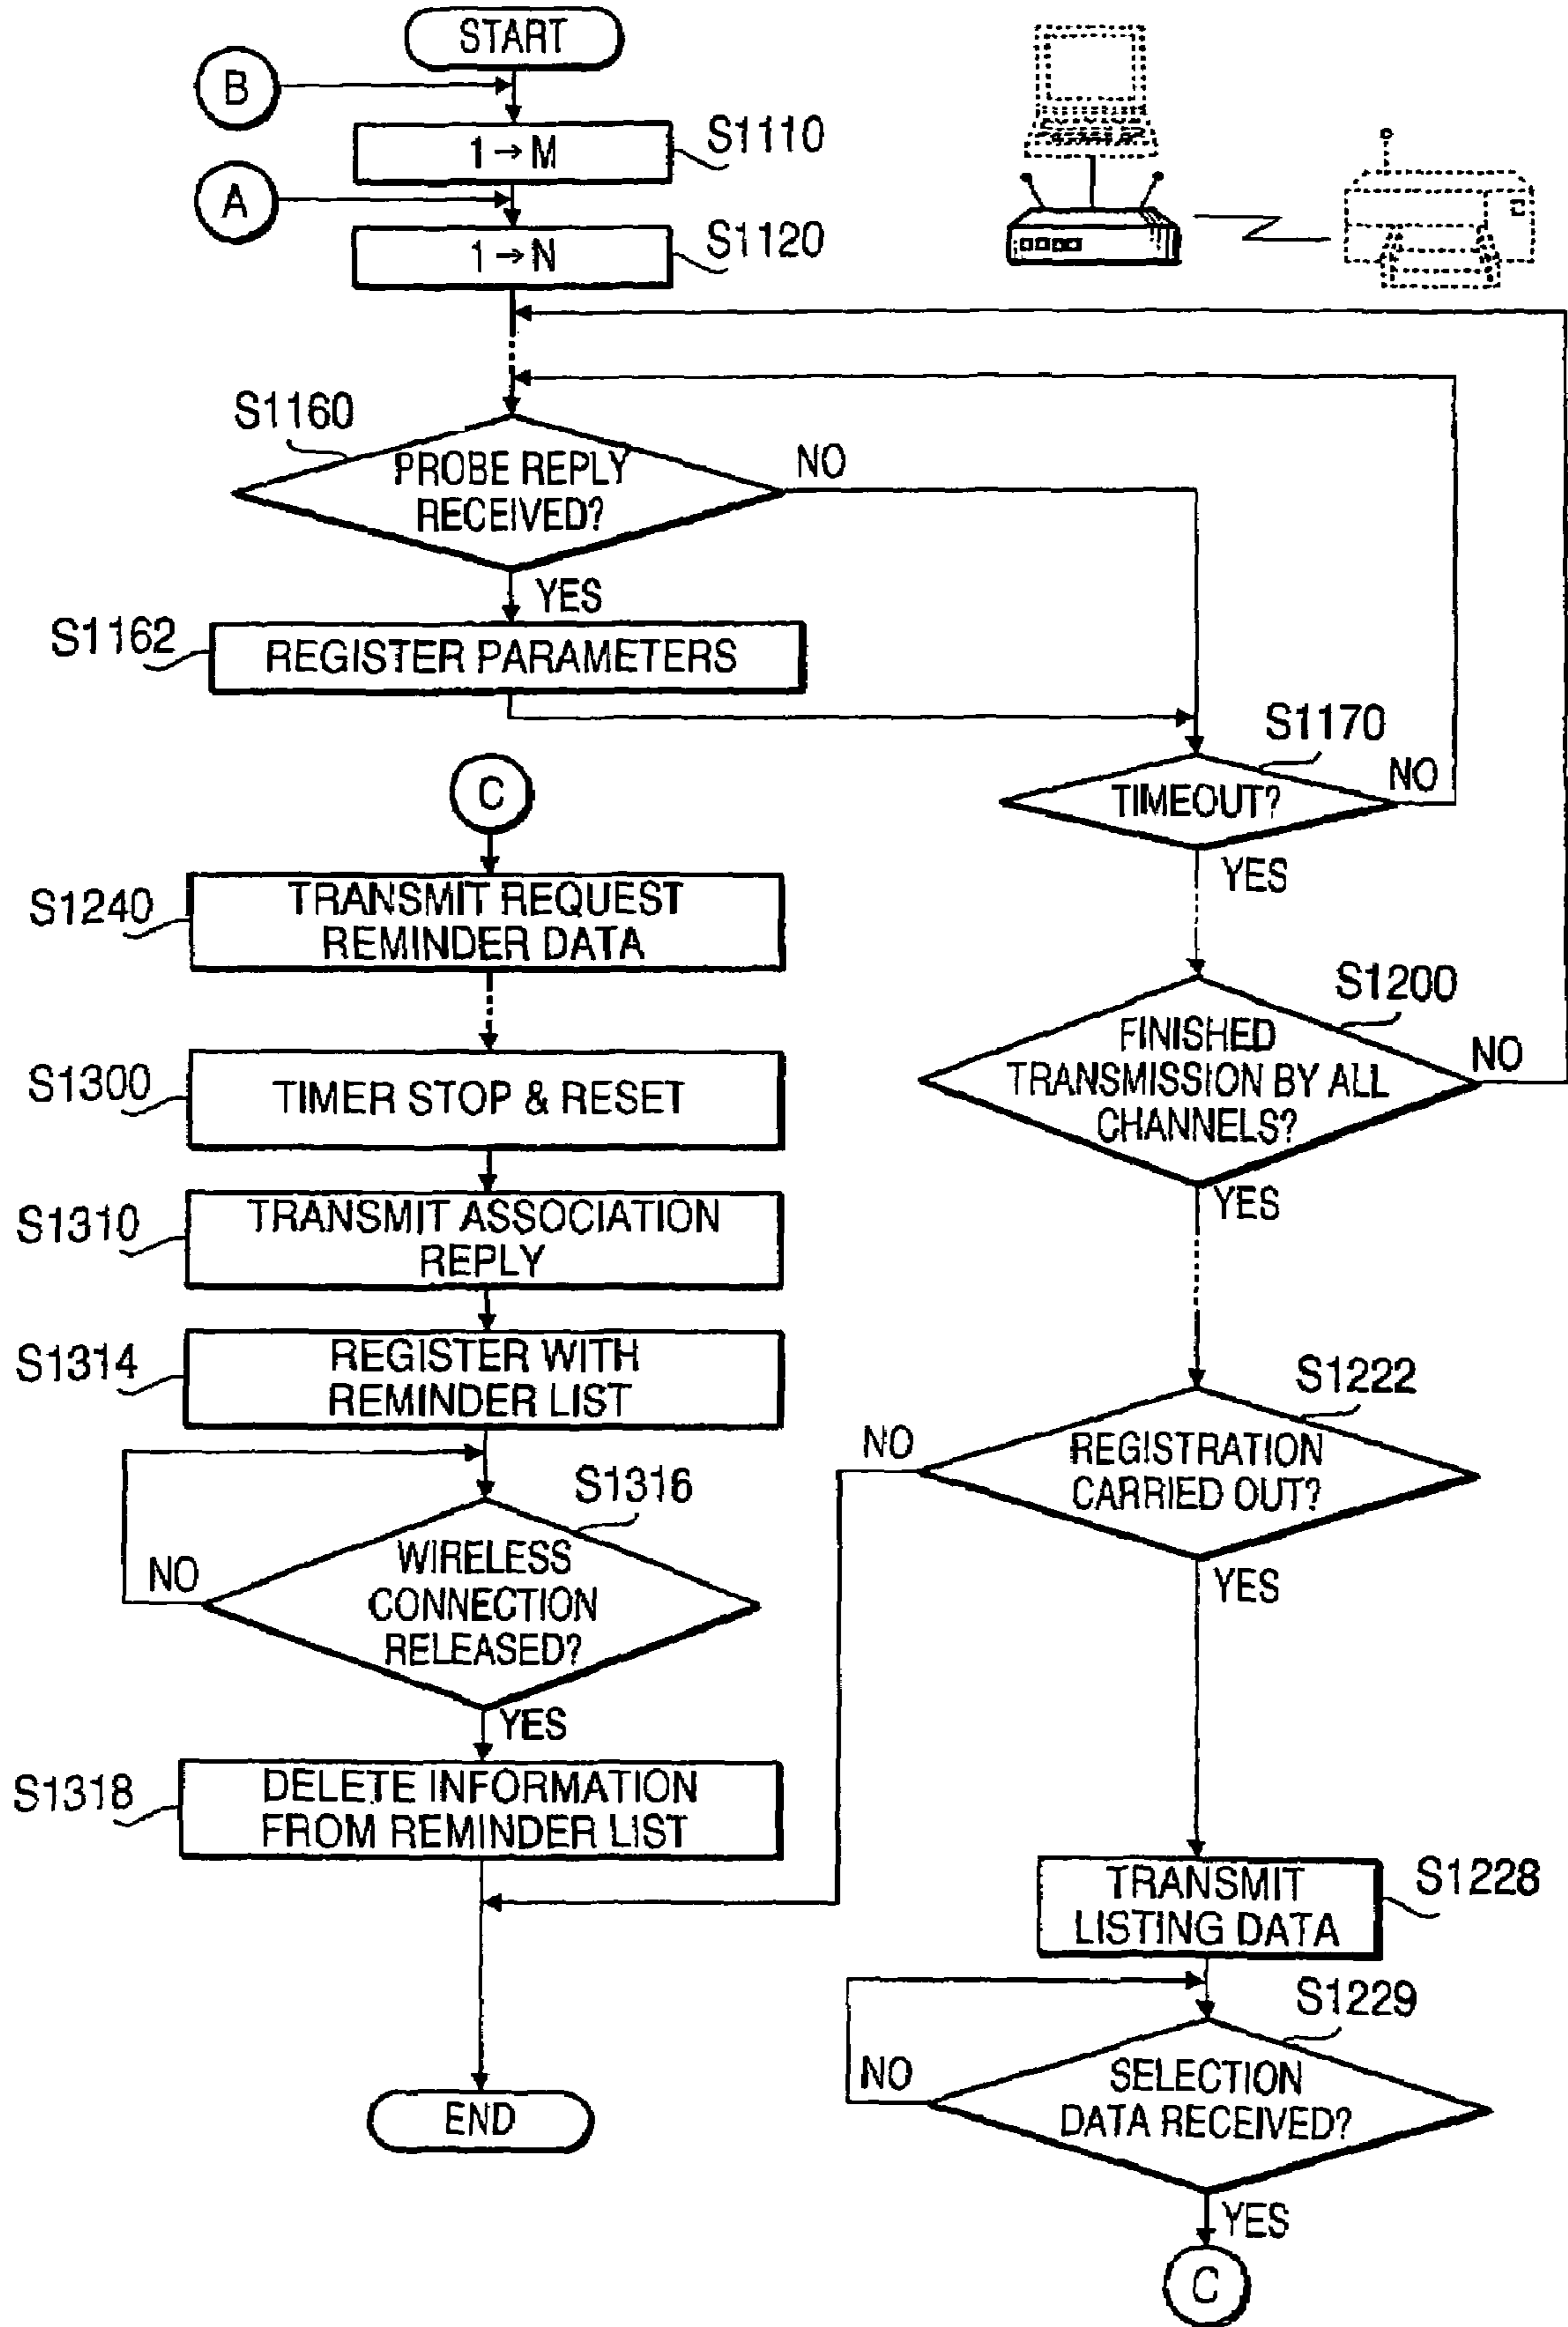 START
B
1→M
S1110
A
1→N
S1120
S1160
PROBE REPLY
RECEIVED?
NO
YES
S1162
REGISTER PARAMETERS
S1170
TIMEOUT?
NO
YES
C
S1240
TRANSMIT REQUEST
REMINDER DATA
S1200
FINISHED
TRANSMISSION BY ALL
CHANNELS?
NO
YES
S1300
TIMER STOP & RESET
S1310
TRANSMIT ASSOCIATION
REPLY
S1314
REGISTER WITH
REMINDER LIST
S1222
REGISTRATION
CARRIED OUT?
NO
YES
S1316
WIRELESS
CONNECTION
RELEASED?
NO
YES
S1318
DELETE INFORMATION
FROM REMINDER LIST
TRANSMIT
LISTING DATA
S1228
S1229
SELECTION
DATA RECEIVED?
NO
YES
END
C